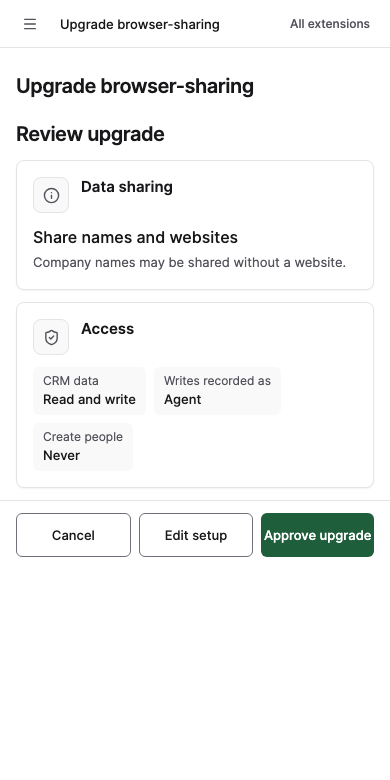 Upgrade browser-sharing
All extensions
Upgrade browser-sharing
Review upgrade
Data sharing
Share names and websites
Company names may be shared without a website.
Access
CRM data
Read and write
Writes recorded as
Agent
Create people
Never
Cancel
Edit setup
Approve upgrade